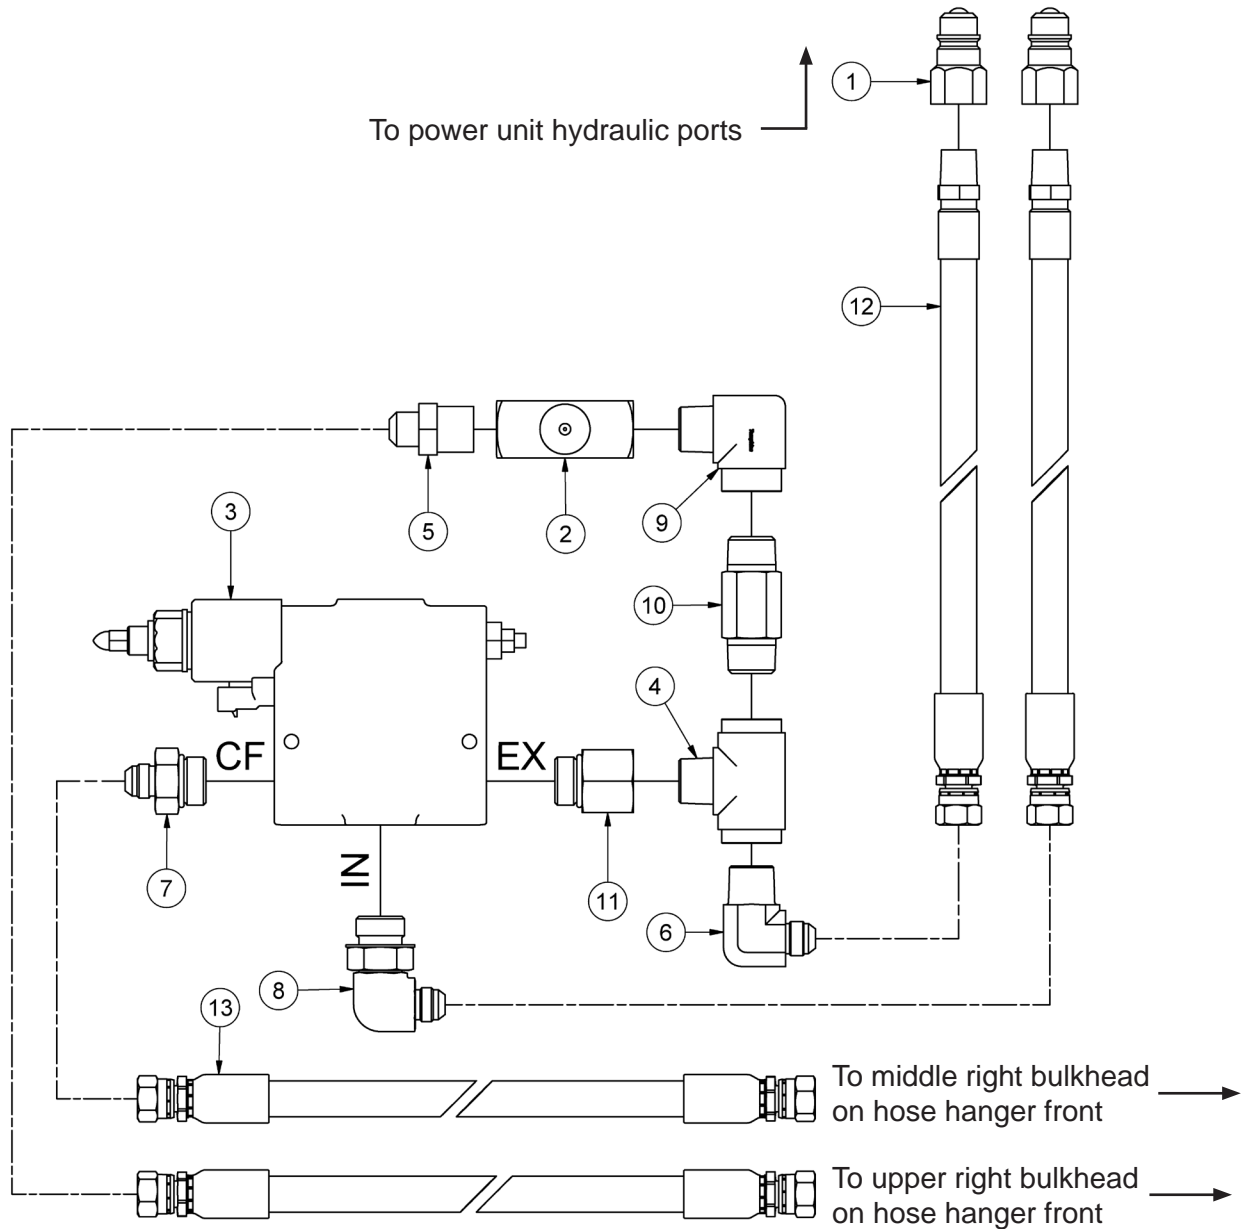 1
To power unit hydraulic ports
12
3
5
2
9
10
4
CF
EX
7
IN
11
6
8
13
To middle right bulkhead
on hose hanger front
To upper right bulkhead
on hose hanger front